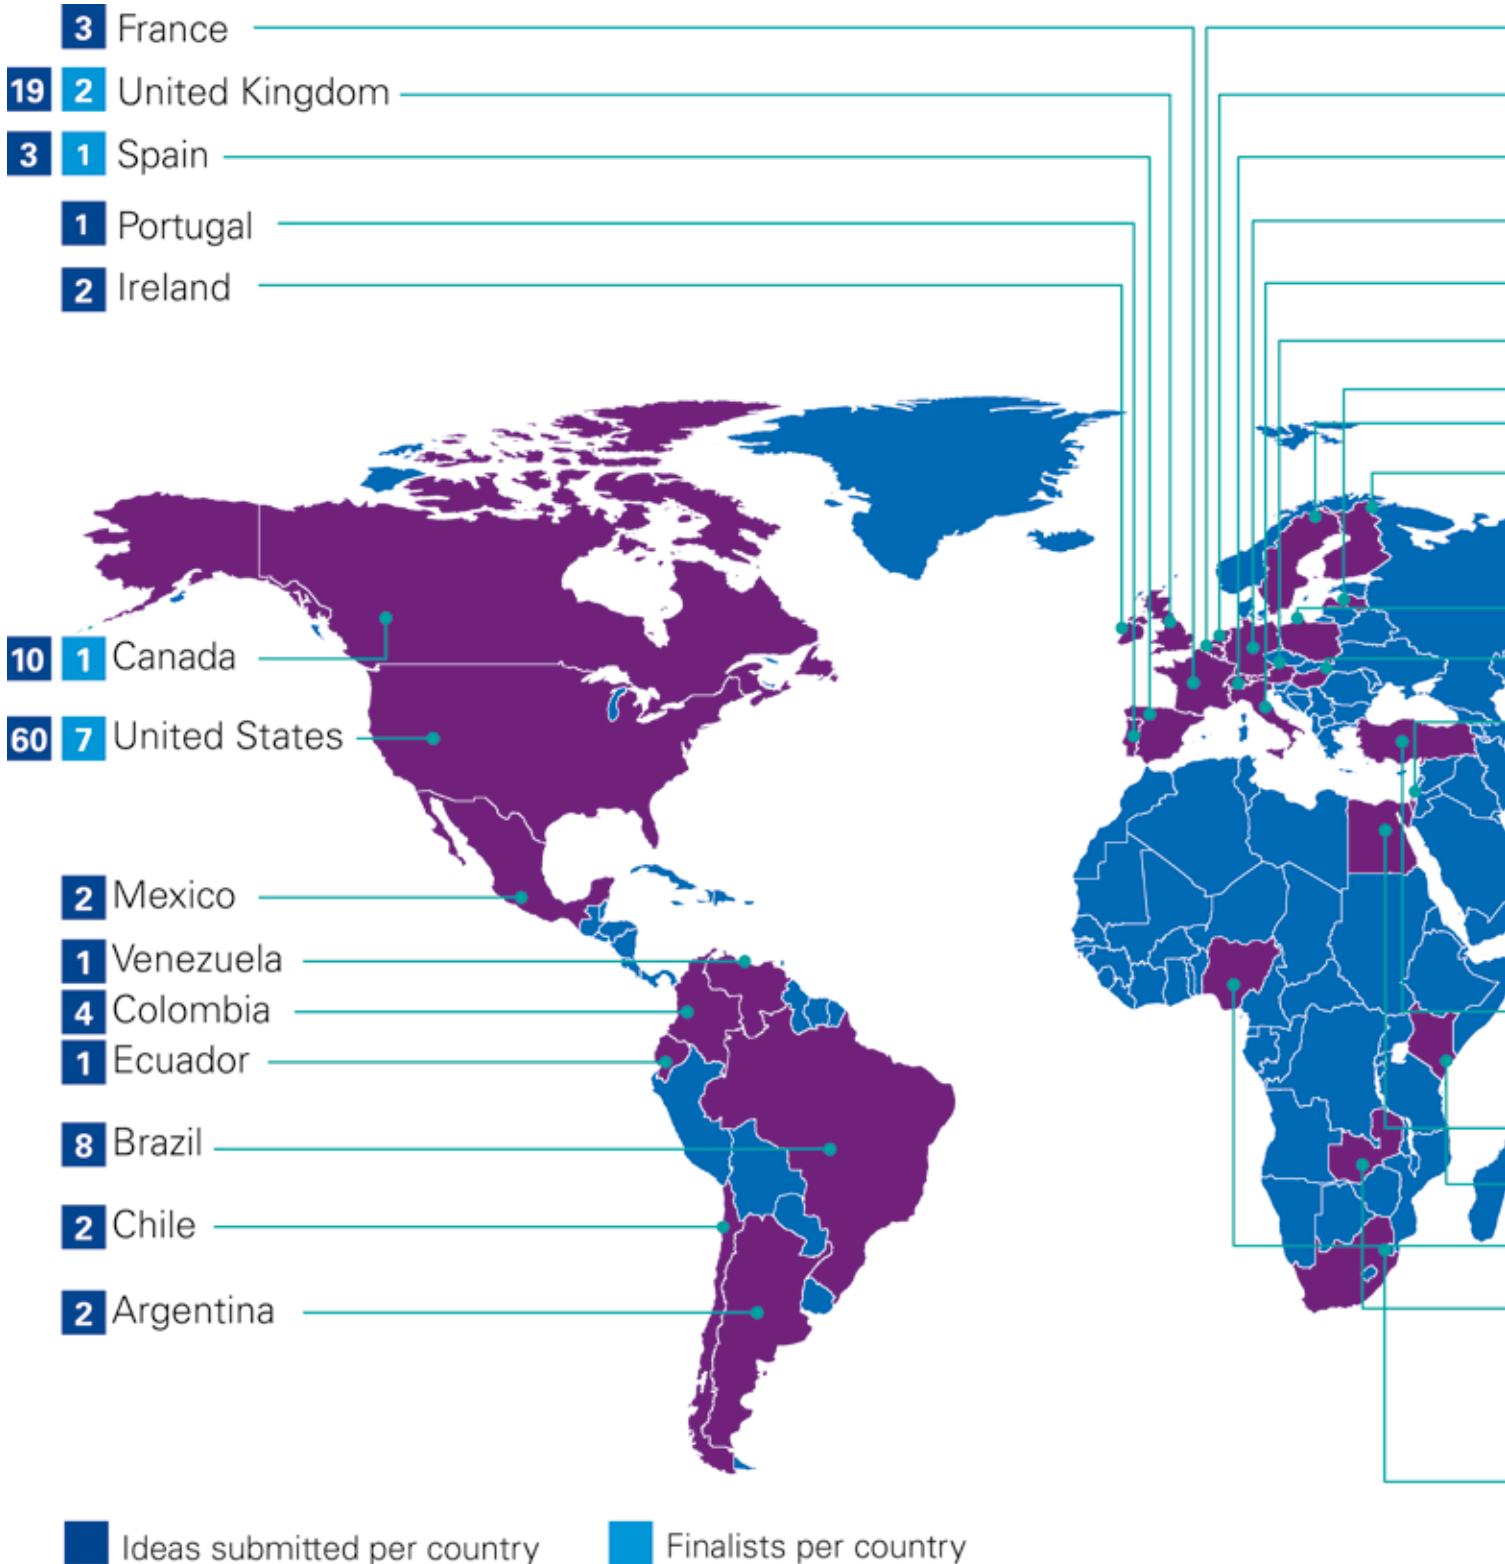 3 France
19 2 United Kingdom
3 1 Spain
1 Portugal
2 Ireland
10 1 Canada
60 7 United States
2 Mexico
1 Venezuela
4 Colombia
1 Ecuador
8 Brazil
2 Chile
2 Argentina
Ideas submitted per country
Finalists per country